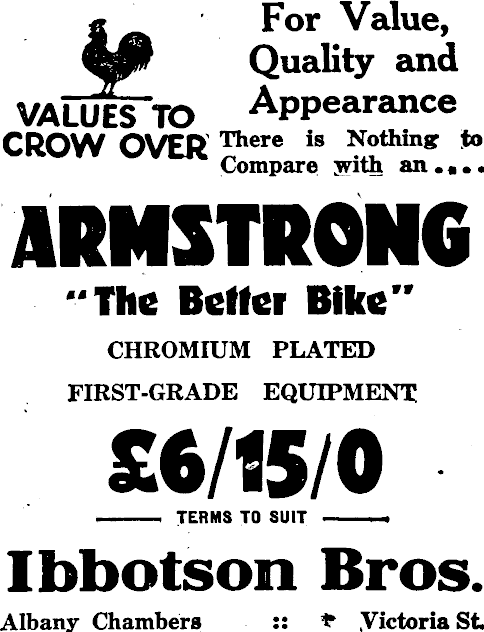 VALUES TO
CROW OVER
For Value,
Quality and
Appearance
There is Nothing to
Compare with an....
ARMSTRONG
"The Better Bike"
CHROMIUM PLATED
FIRST-GRADE EQUIPMENT
£6/15/0
TERMS TO SUIT
Ibbotson Bros.
Albany Chambers :: Victoria St.